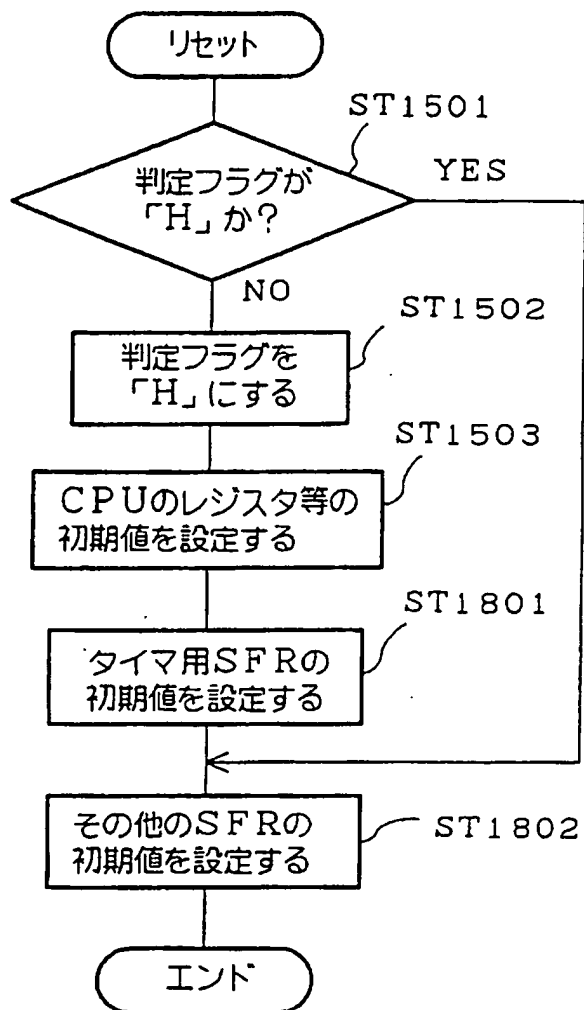 リセット
ST1501
判定フラグが
「H」か?
YES
NO
ST1502
判定フラグを
「H」にする
ST1503
CPUのレジスタ等の
初期値を設定する
ST1801
タイマ用SFRの
初期値を設定する
その他のSFRの
初期値を設定する
ST1802
エンド